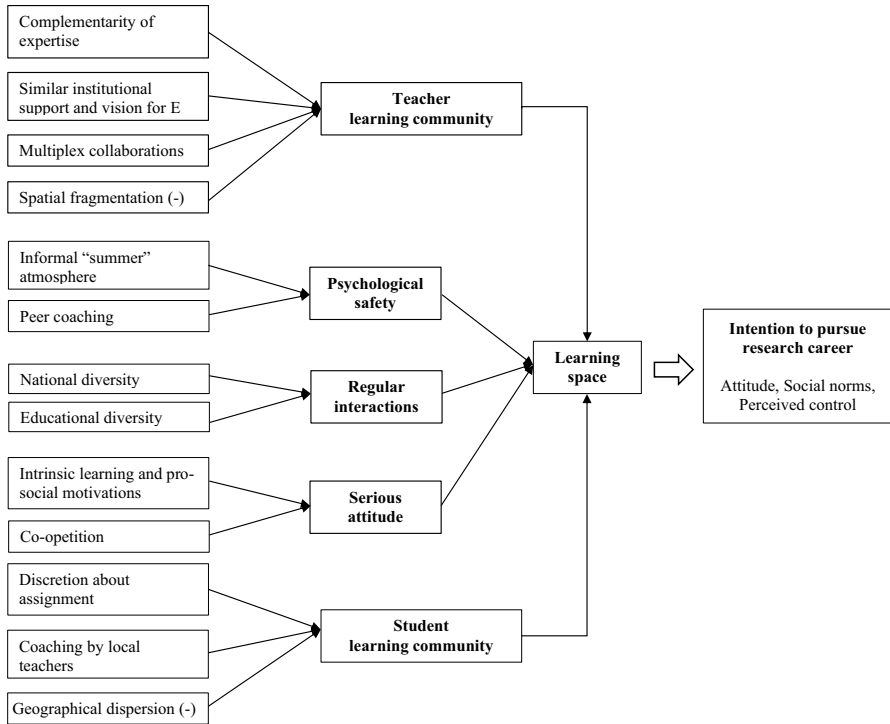 Complementarity of
expertise
Similar institutional
support and vision for E
Multiplex collaborations
Spatial fragmentation (-)
Teacher
learning community
Informal “summer”
atmosphere
Peer coaching
Psychological
safety
National diversity
Educational diversity
Regular
interactions
Intrinsic learning and pro-
social motivations
Co-opetition
Serious
attitude
Discretion about
assignment
Coaching by local
teachers
Geographical dispersion (-)
Student
learning community
Learning
space
Intention to pursue
research career
Attitude, Social norms,
Perceived control